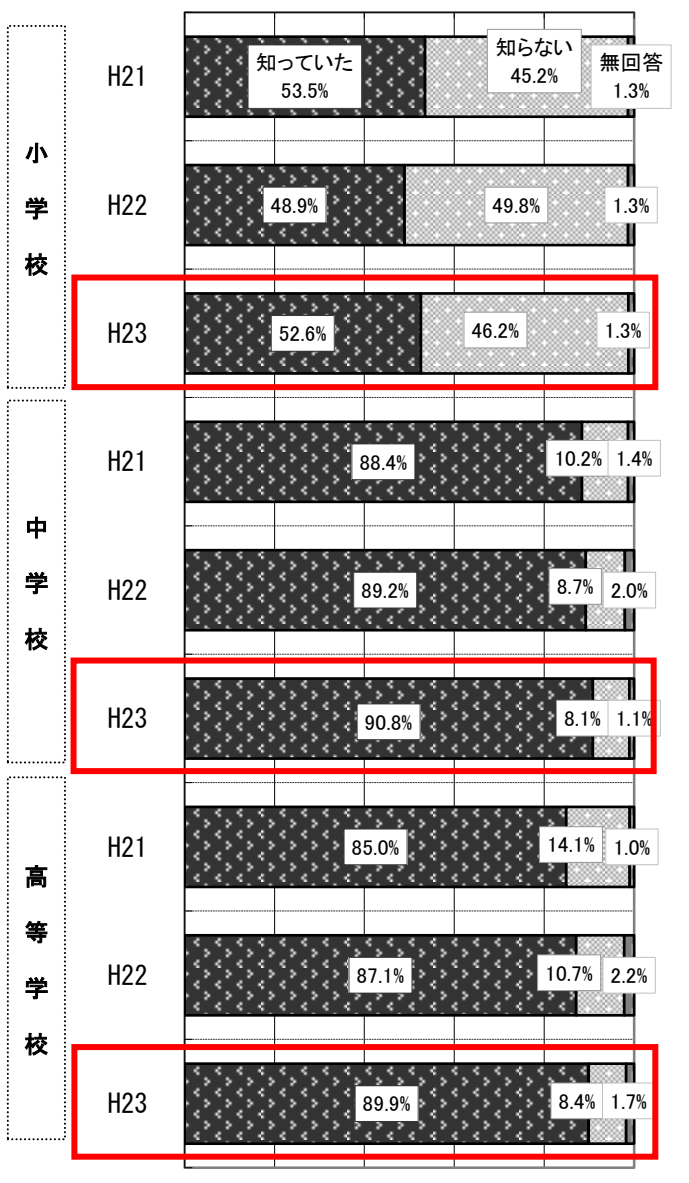 小学校
H21
知っていた
53.5%
知らない
45.2%
無回答
1.3%
H22
48.9%
49.8%
1.3%
H23
52.6%
46.2%
1.3%
中学校
H21
88.4%
10.2%
1.4%
H22
89.2%
8.7%
2.0%
H23
90.8%
8.1%
1.1%
高等学校
H21
85.0%
14.1%
1.0%
H22
87.1%
10.7%
2.2%
H23
89.9%
8.4%
1.7%